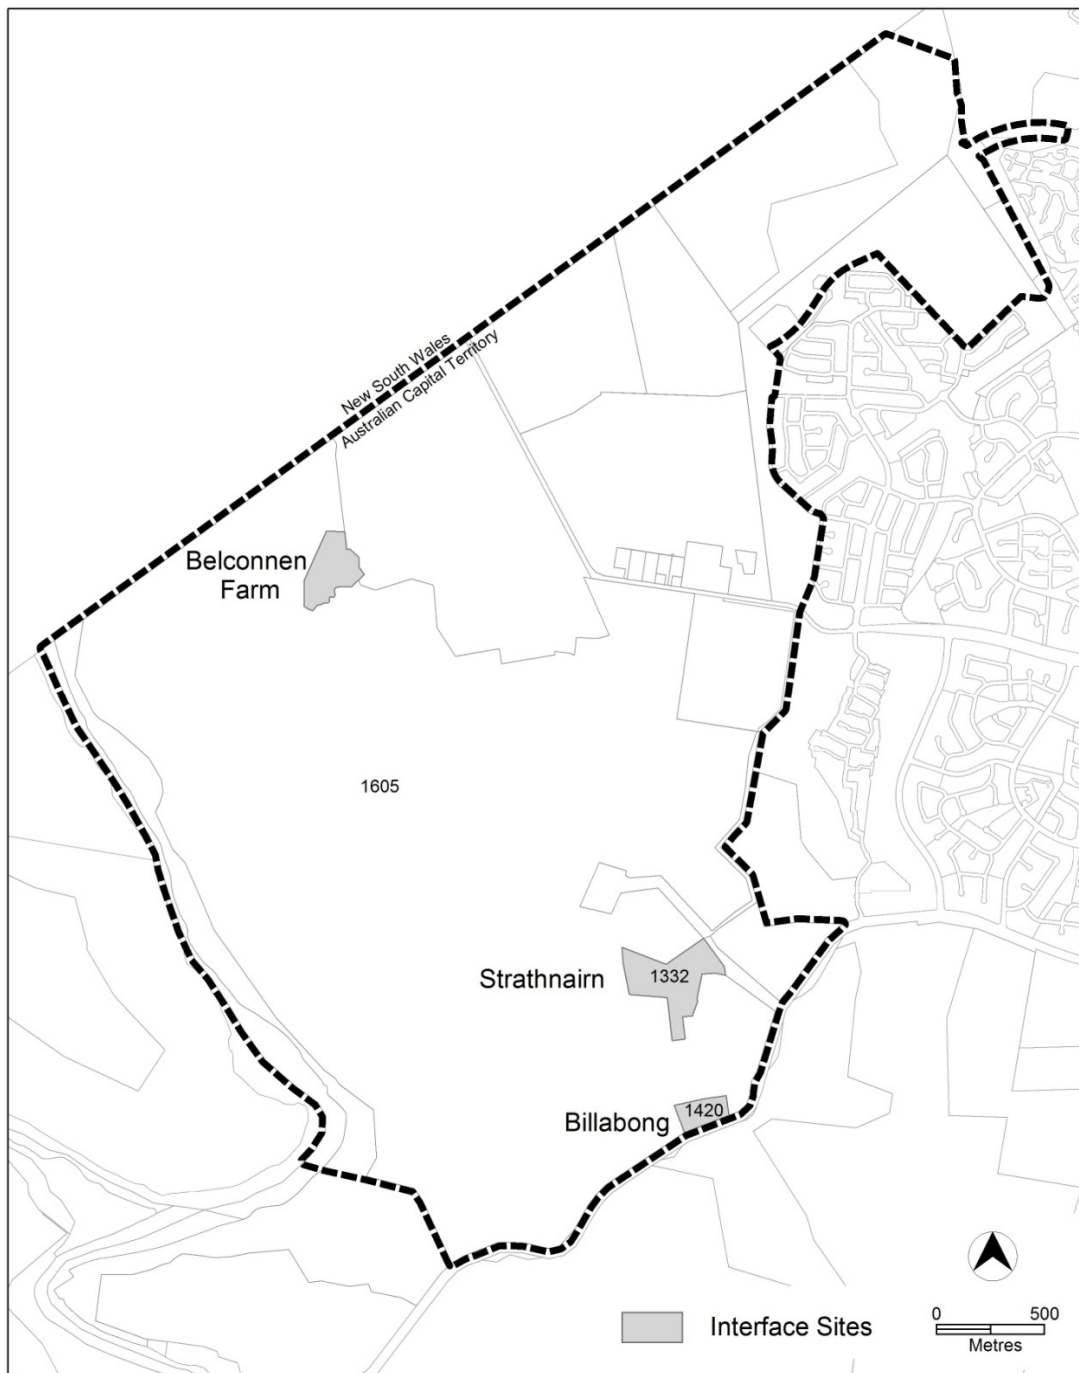 New South Wales
Australian Capital Territory
Belconnen
Farm
1605
Strathnairn
1332
Billabong
1420
Interface Sites
0 500
Metres